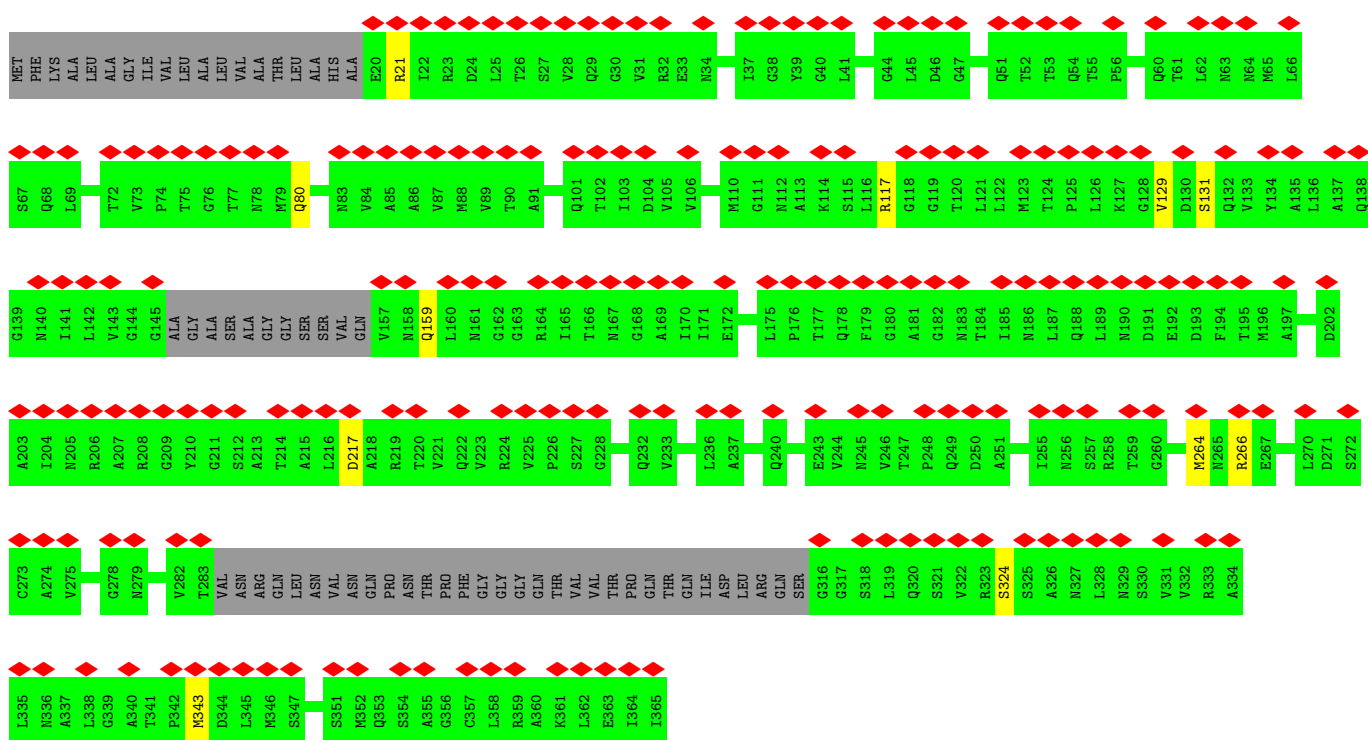 MET PHE LYS ALA LEU ALA GLY ILE VAL LEU ALA LEU VAL ALA THR LEU ALA HIS ALA E20 R21 I22 R23 D24 L25 T26 S27 V28 Q29 G30 V31 R32 E33 N34 I37 G38 Y39 G40 L41 G44 L45 D46 G47 Q51 T52 T53 Q54 T55 P56 Q60 T61 L62 N63 N64 M65 L66
S67 Q68 L69 T72 V73 P74 T75 G76 T77 N78 M79 Q80 N83 V84 A85 A86 V87 M88 V89 T90 A91 Q101 T102 I103 D104 V105 V106 M110 G111 N112 A113 K114 S115 L116 R117 G118 G119 T120 L121 L122 M123 T124 P125 L126 K127 G128 V129 D130 S131 Q132 V133 Y134 A135 L136 A137 Q138
G139 N140 I141 L142 V143 G144 G145 ALA GLY ALA SER ALA GLY GLY SER SER VAL GLN V157 N158 Q159 L160 N161 G162 G163 R164 I165 T166 N167 G168 A169 I170 I171 E172 L175 P176 T177 Q178 F179 G180 A181 G182 N183 T184 I185 N186 L187 Q188 L189 N190 D191 E192 D193 F194 T195 M196 A197 D202
A203 I204 N205 R206 A207 R208 G209 Y210 G211 S212 A213 T214 A215 L216 D217 A218 R219 T220 V221 Q222 V223 R224 V225 P226 S227 G228 Q232 V233 L236 A237 Q240 E243 V244 N245 V246 T247 P248 Q249 D250 A251 I255 N256 S257 R258 T259 G260 M264 N265 R266 E267 L270 D271 S272
C273 A274 V275 G278 N279 V282 T283 VAL ASN ARG GLN LEU ASN VAL ASN GLN PRO ASN THR PRO PHE GLY GLY GLY GLN THR VAL VAL THR PRO GLN THR GLN ILE ASP LEU ARG GLN SER G316 G317 S318 L319 Q320 S321 V322 R323 S324 S325 A326 N327 L328 N329 S330 V331 V332 R333 A334
L335 N336 A337 L338 G339 A340 T341 P342 M343 D344 L345 M346 S347 S351 M352 Q353 S354 A355 G356 C357 L358 R359 A360 K361 L362 E363 I364 I365